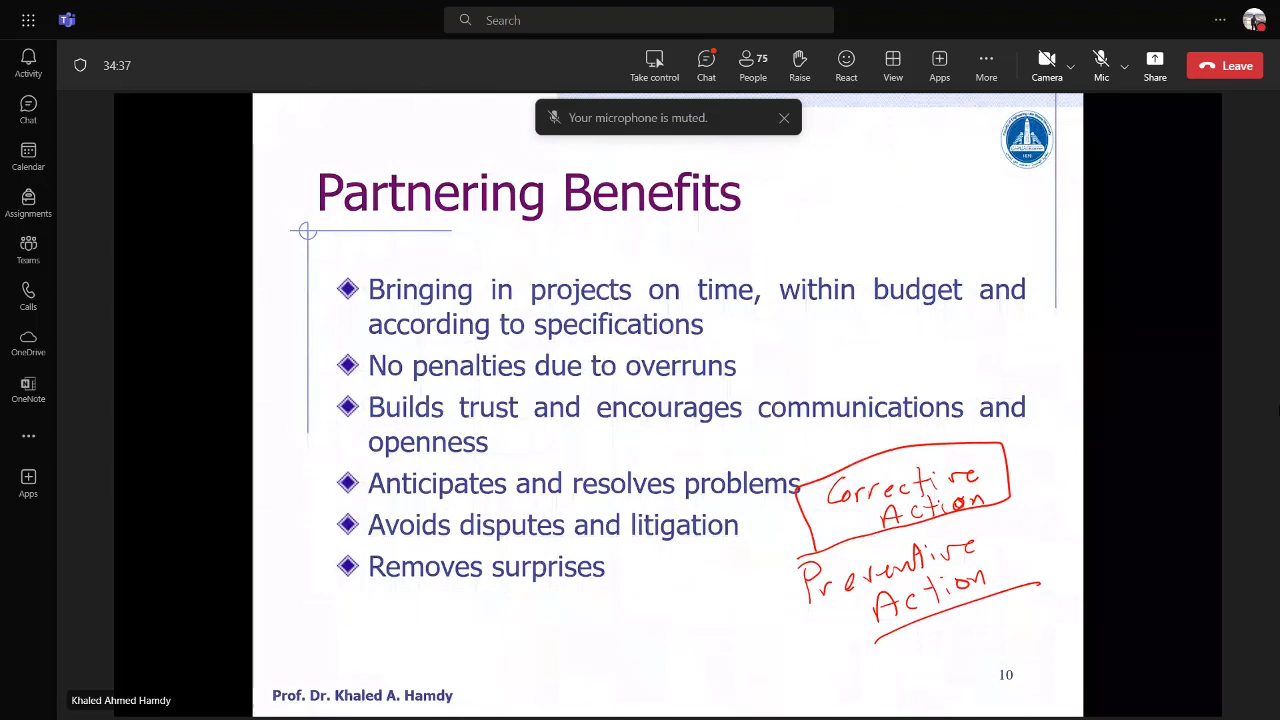 Search
34:37
Take control
Chat
75
People
Raise
React
View
Apps
More
Camera
Mic
Share
Leave
Activity
Chat
Calendar
Assignments
Teams
Calls
OneDrive
OneNote
Apps
Your microphone is muted.
Partnering Benefits
Bringing in projects on time, within budget and
according to specifications
No penalties due to overruns
Builds trust and encourages communications and
openness
Anticipates and resolves problems
Avoids disputes and litigation
Removes surprises
Corrective
Action
Preventive
Action
10
Khaled Ahmed Hamdy
Prof. Dr. Khaled A. Hamdy